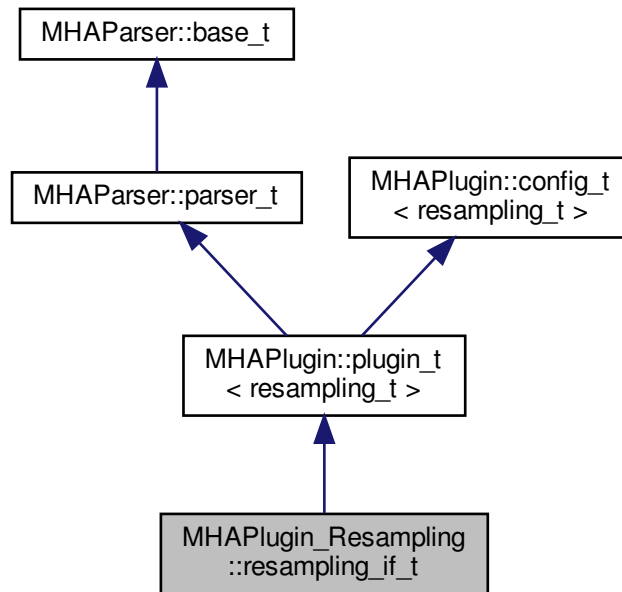 MHAParser::base_t
MHAParser::parser_t
MHAPlugin::config_t
< resampling_t >
MHAPlugin::plugin_t
< resampling_t >
MHAPlugin_Resampling
::resampling_if_t